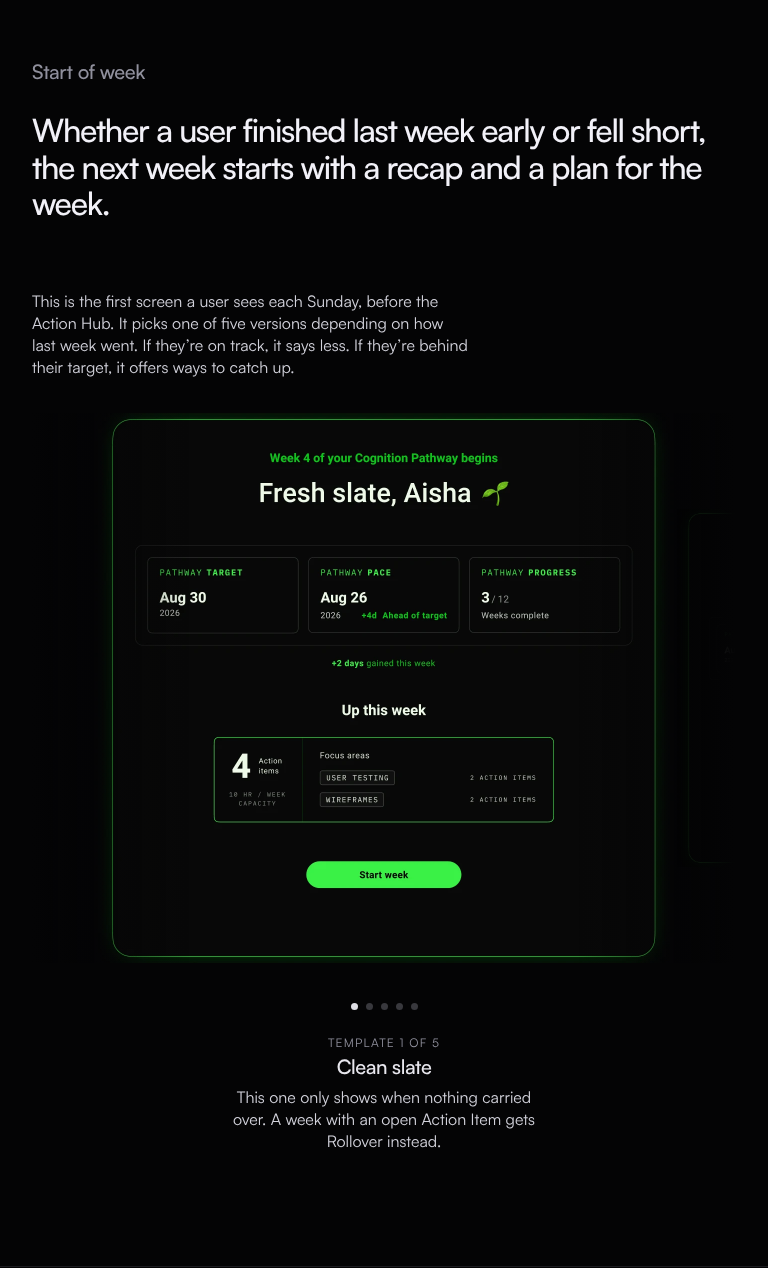 Start of week
Whether a user finished last week early or fell short,
the next week starts with a recap and a plan for the
week.
This is the first screen a user sees each Sunday, before the
Action Hub. It picks one of five versions depending on how
last week went. If they’re on track, it says less. If they’re behind
their target, it offers ways to catch up.
Week 4 of your Cognition Pathway begins
Fresh slate, Aisha 🌱
PATHWAY TARGET
Aug 30
2026
PATHWAY PACE
Aug 26
2026 +4d Ahead of target
PATHWAY PROGRESS
3 / 12
Weeks complete
+2 days gained this week
Up this week
4 Action
items
10 HR / WEEK
CAPACITY
Focus areas
USER TESTING 2 ACTION ITEMS
WIREFRAMES 2 ACTION ITEMS
Start week
TEMPLATE 1 OF 5
Clean slate
This one only shows when nothing carried
over. A week with an open Action Item gets
Rollover instead.